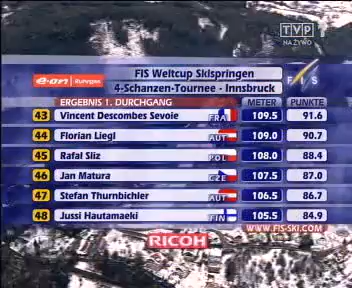 TVP
NA ŻYWO
e·on Ruhrgas
FIS Weltcup Skispringen
4-Schanzen-Tournee - Innsbruck
FIS
ERGEBNIS 1. DURCHGANG METER PUNKTE
43 Vincent Descombes Sevoie FRA 109.5 91.6
44 Florian Liegl AUT 109.0 90.7
45 Rafal Sliz POL 108.0 88.4
46 Jan Matura CZE 107.5 87.0
47 Stefan Thurnbichler AUT 106.5 86.7
48 Jussi Hautamaeki FIN 105.5 84.9
WWW.FIS-SKI.COM
RICOH